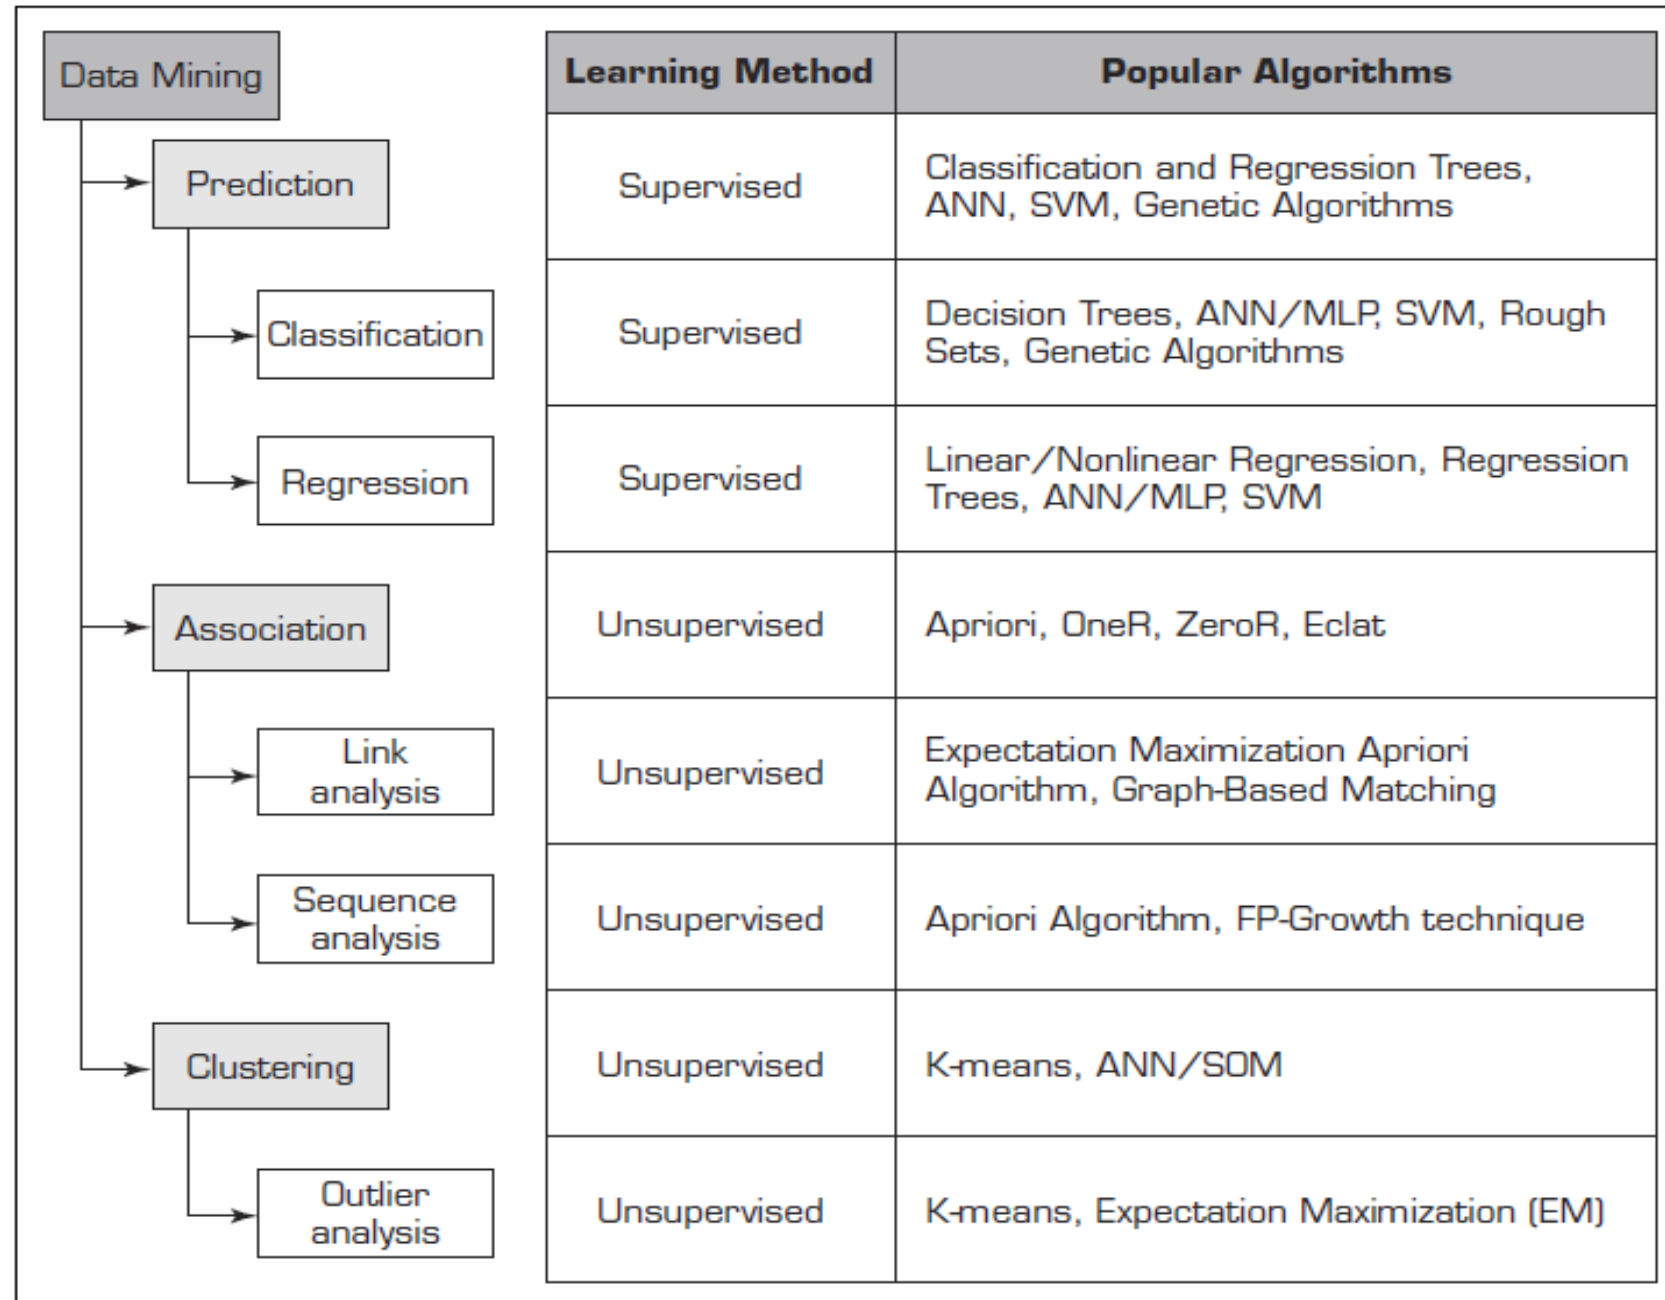 Data Mining
Learning Method
Popular Algorithms
Prediction
Supervised
Classification and Regression Trees,
ANN, SVM, Genetic Algorithms
Classification
Supervised
Decision Trees, ANN/MLP, SVM, Rough
Sets, Genetic Algorithms
Regression
Supervised
Linear/Nonlinear Regression, Regression
Trees, ANN/MLP, SVM
Association
Unsupervised
Apriori, OneR, ZeroR, Eclat
Link
analysis
Unsupervised
Expectation Maximization Apriori
Algorithm, Graph-Based Matching
Sequence
analysis
Unsupervised
Apriori Algorithm, FP-Growth technique
Clustering
Unsupervised
K-means, ANN/SOM
Outlier
analysis
Unsupervised
K-means, Expectation Maximization (EM)